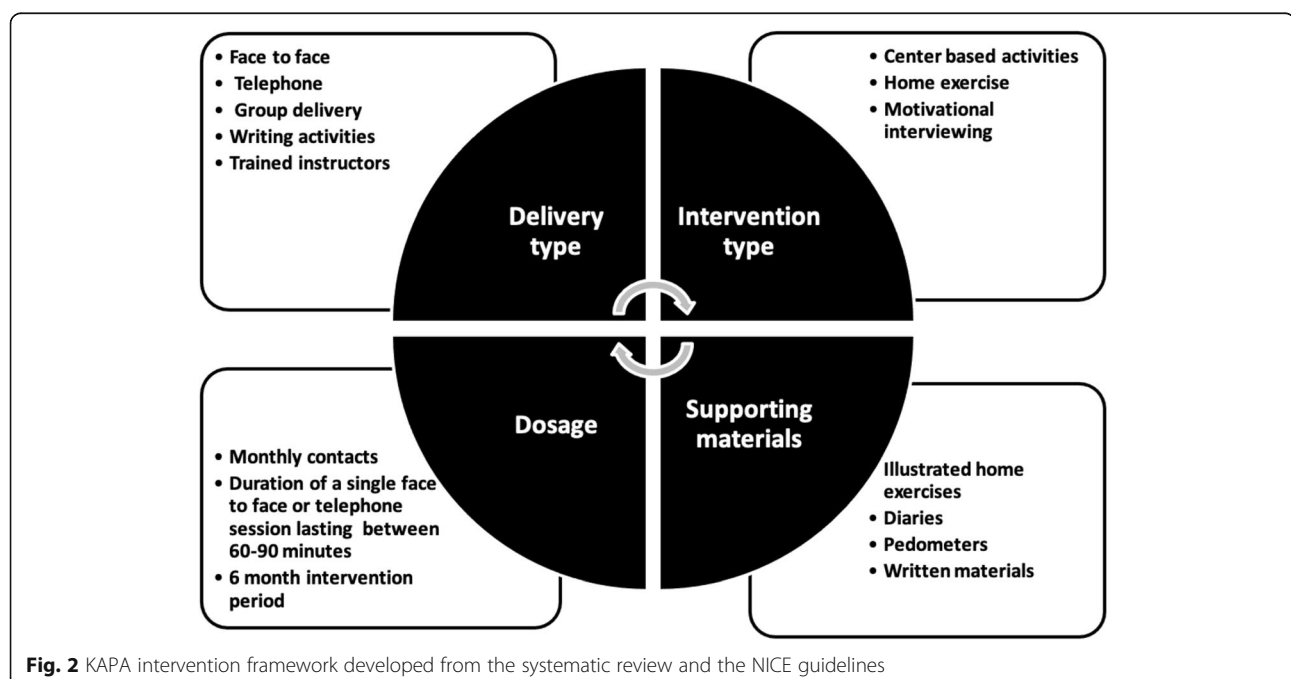 • Face to face
• Telephone
• Group delivery
• Writing activities
• Trained instructors
• Center based activities
• Home exercise
• Motivational
interviewing
Delivery
type
Intervention
type
Dosage
Supporting
materials
• Monthly contacts
• Duration of a single face
to face or telephone
session lasting between
60-90 minutes
• 6 month intervention
period
Illustrated home
exercises
• Diaries
• Pedometers
• Written materials
Fig. 2 KAPA intervention framework developed from the systematic review and the NICE guidelines